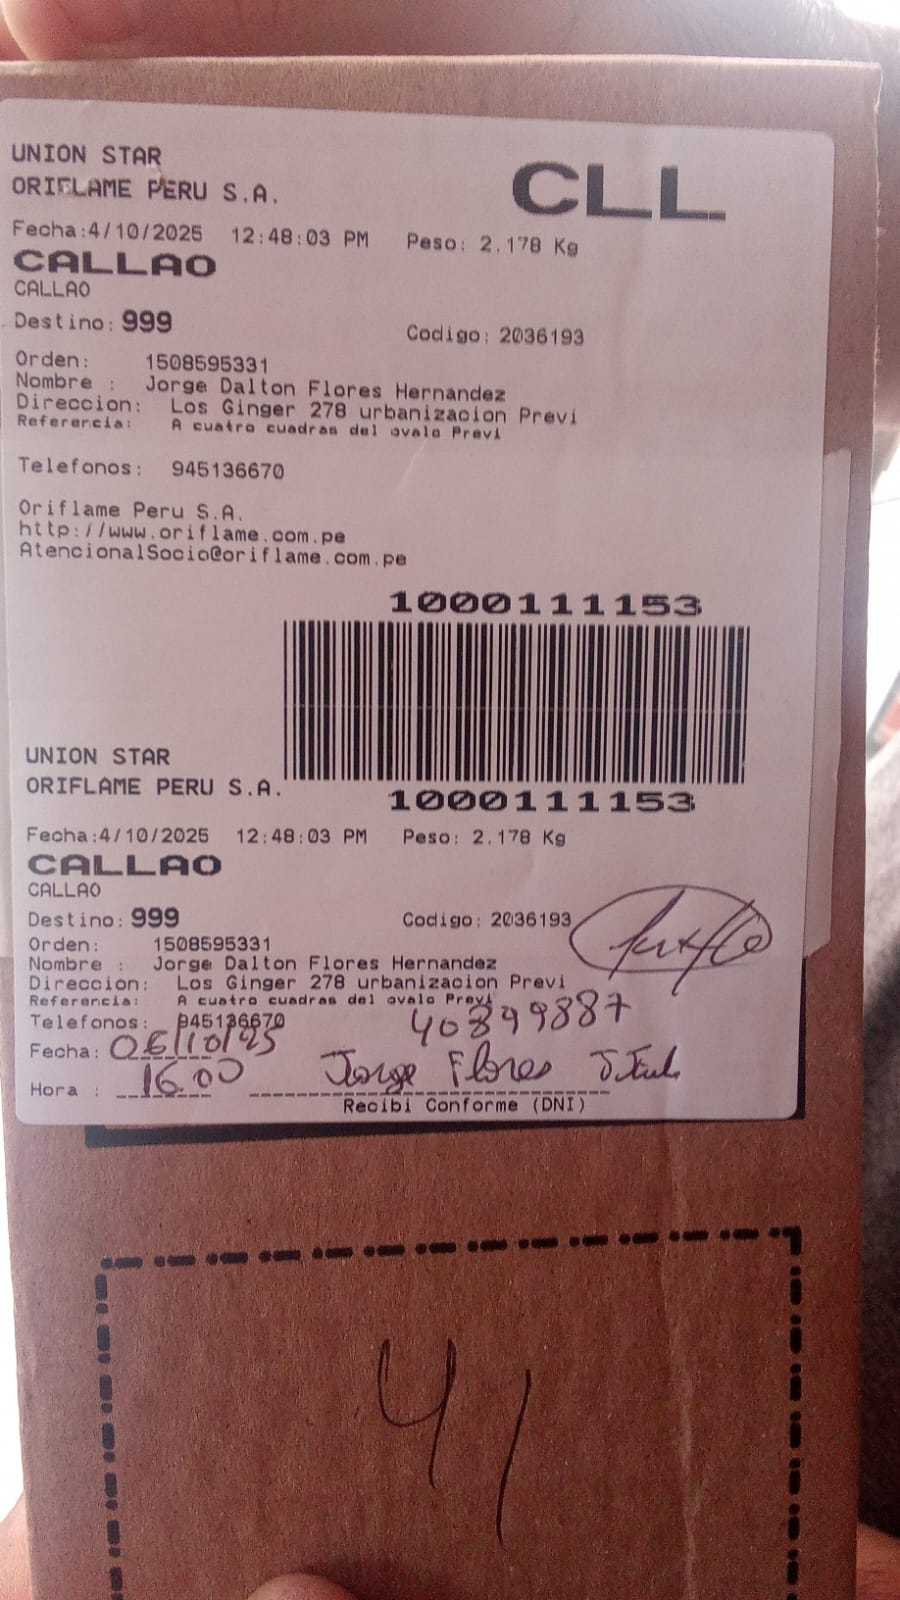 UNION STAR
ORIFLAME PERU S.A.
CLL
Fecha:4/10/2025 12:48:03 PM Peso: 2.178 Kg
CALLAO
CALLAO
Destino: 999
Codigo: 2036193
Orden: 1508595331
Nombre : Jorge Dalton Flores Hernandez
Direccion: Los Ginger 278 urbanizacion Previ
Referencia: A cuatro cuadras del ovalo Previ
Telefonos: 945136670
Oriflame Peru S.A.
http://www.oriflame.com.pe
AtencionalSocio@oriflame.com.pe
1000111153
1000111153
UNION STAR
ORIFLAME PERU S.A.
Fecha:4/10/2025 12:48:03 PM Peso: 2.178 Kg
CALLAO
CALLAO
Destino: 999
Codigo: 2036193
Orden: 1508595331
Nombre : Jorge Dalton Flores Hernandez
Direccion: Los Ginger 278 urbanizacion Previ
Referencia: A cuatro cuadras del ovalo Previ
Telefonos: 945136670
40899887
Fecha: 06/10/25
Hora : 16.00
Jorge Flores
Recibi Conforme (DNI)
41